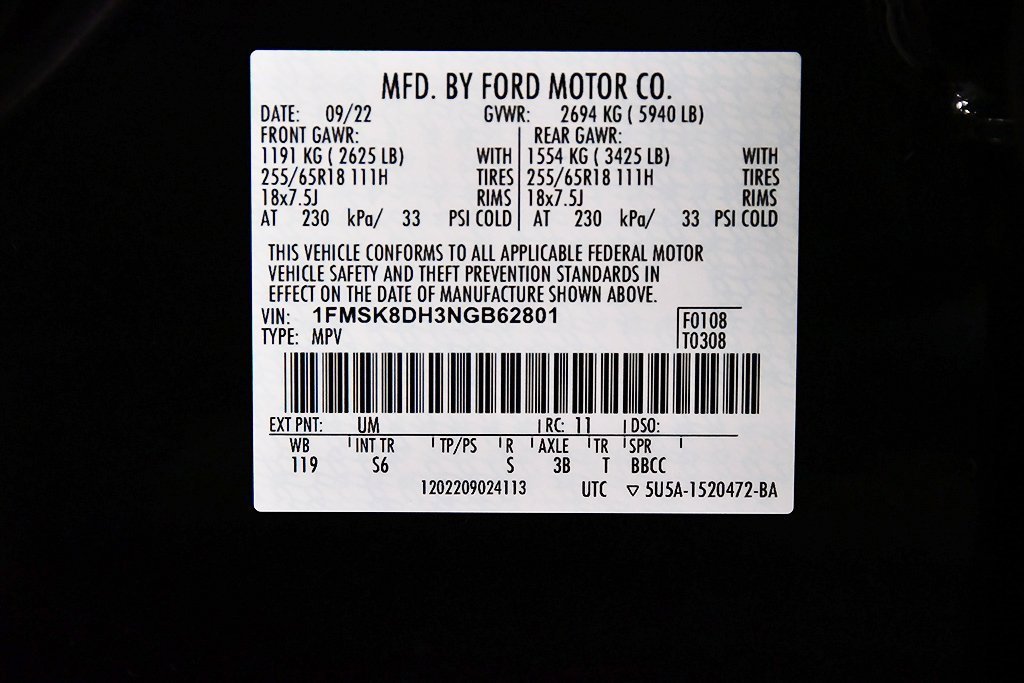 MFD. BY FORD MOTOR CO.
DATE: 09/22 GVWR: 2694 KG ( 5940 LB)
FRONT GAWR: REAR GAWR:
1191 KG ( 2625 LB) WITH 1554 KG ( 3425 LB) WITH
255/65R18 111H TIRES 255/65R18 111H TIRES
18x7.5J RIMS 18x7.5J RIMS
AT 230 kPa/ 33 PSI COLD AT 230 kPa/ 33 PSI COLD
THIS VEHICLE CONFORMS TO ALL APPLICABLE FEDERAL MOTOR
VEHICLE SAFETY AND THEFT PREVENTION STANDARDS IN
EFFECT ON THE DATE OF MANUFACTURE SHOWN ABOVE.
VIN: 1FMSK8DH3NGB62801 F0108
TYPE: MPV T0308
EXT PNT: UM RC: 11 DSO:
WB INT TR TP/PS R AXLE TR SPR
119 S6 S 3B T BBCC
1202209024113 UTC ▽ 5U5A-1520472-BA